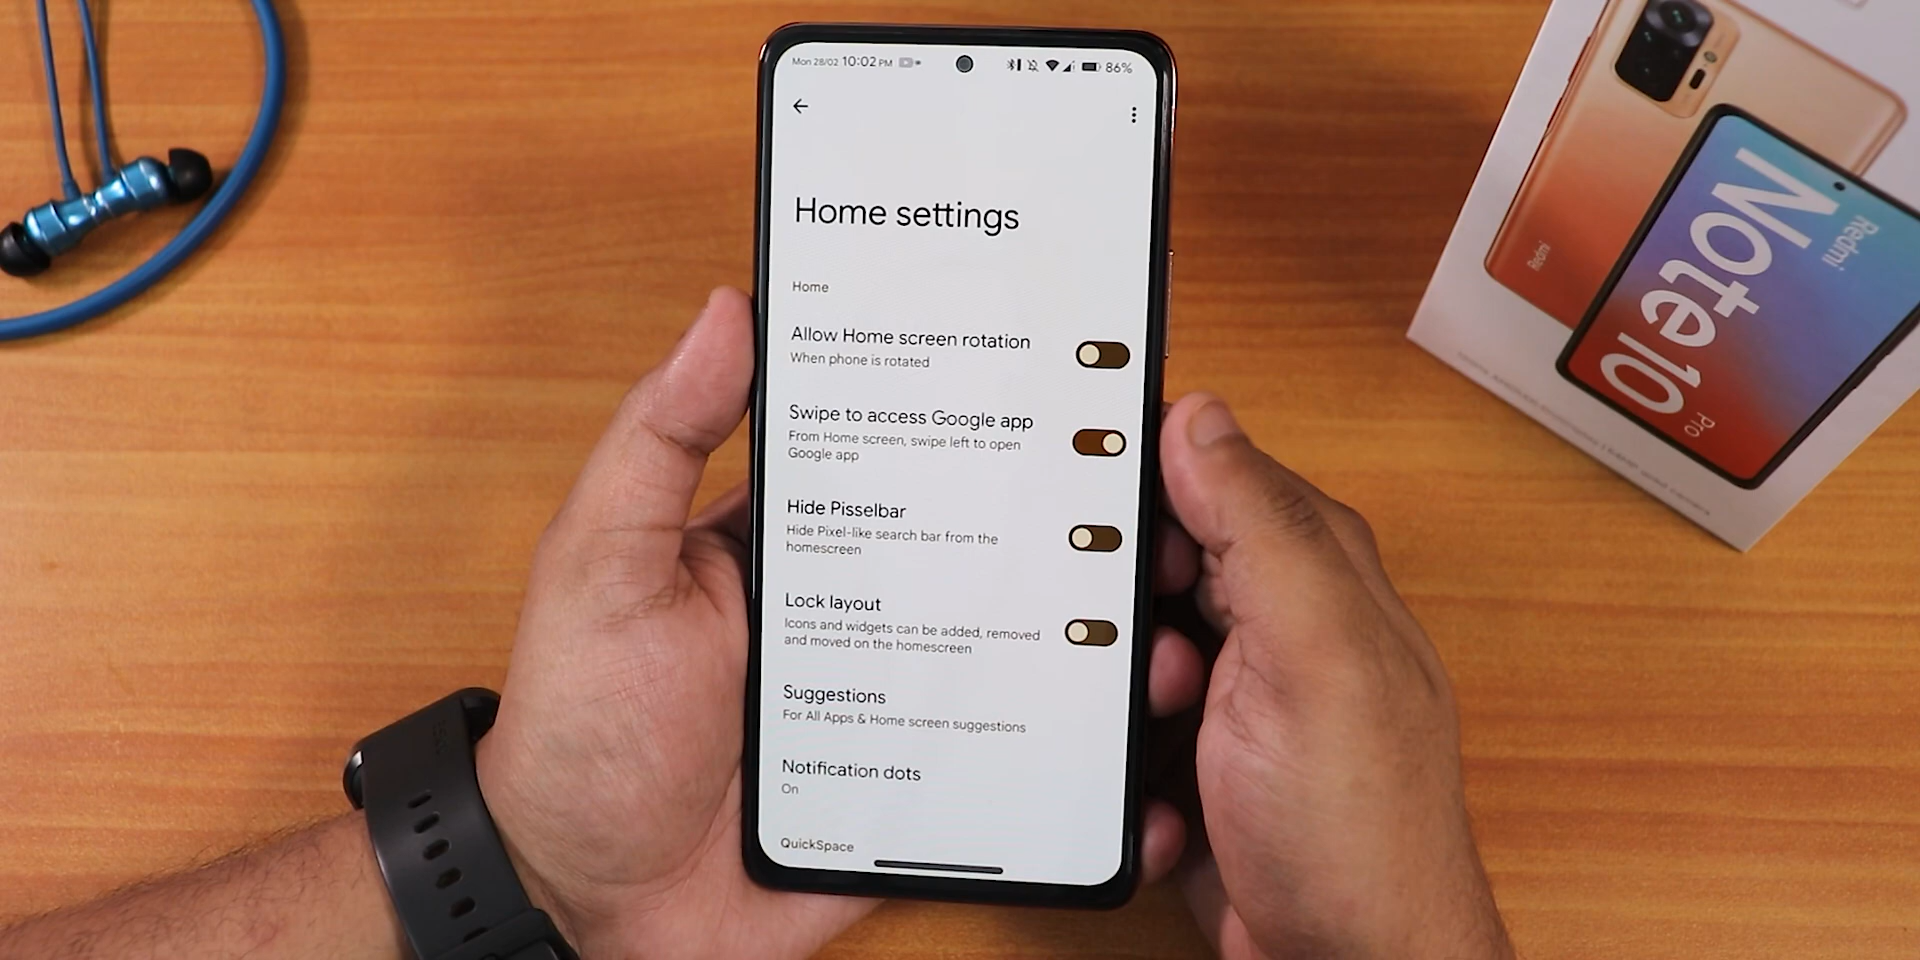 Mon 28/02 10:02 PM
86%
Home settings
Home
Allow Home screen rotation
When phone is rotated
Swipe to access Google app
From Home screen, swipe left to open
Google app
Hide Pisselbar
Hide Pixel-like search bar from the
homescreen
Lock layout
Icons and widgets can be added, removed
and moved on the homescreen
Suggestions
For All Apps & Home screen suggestions
Notification dots
On
QuickSpace
Redmi
Redmi
Note 10
Pro